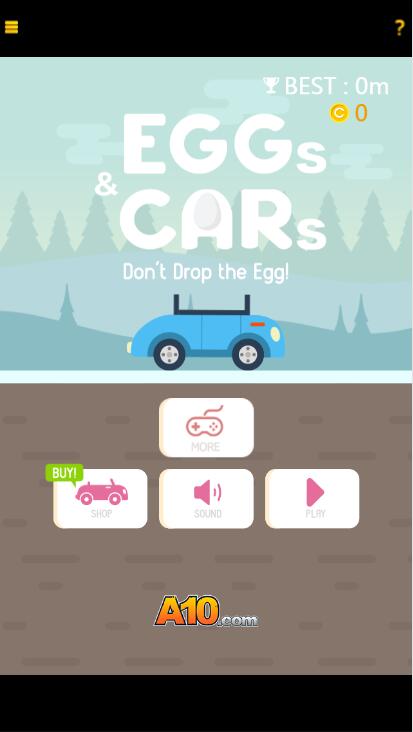 ?
BEST : 0m
C 0
EGGs
&
CARs
Don't Drop the Egg!
MORE
BUY!
SHOP
SOUND
PLAY
A10.com